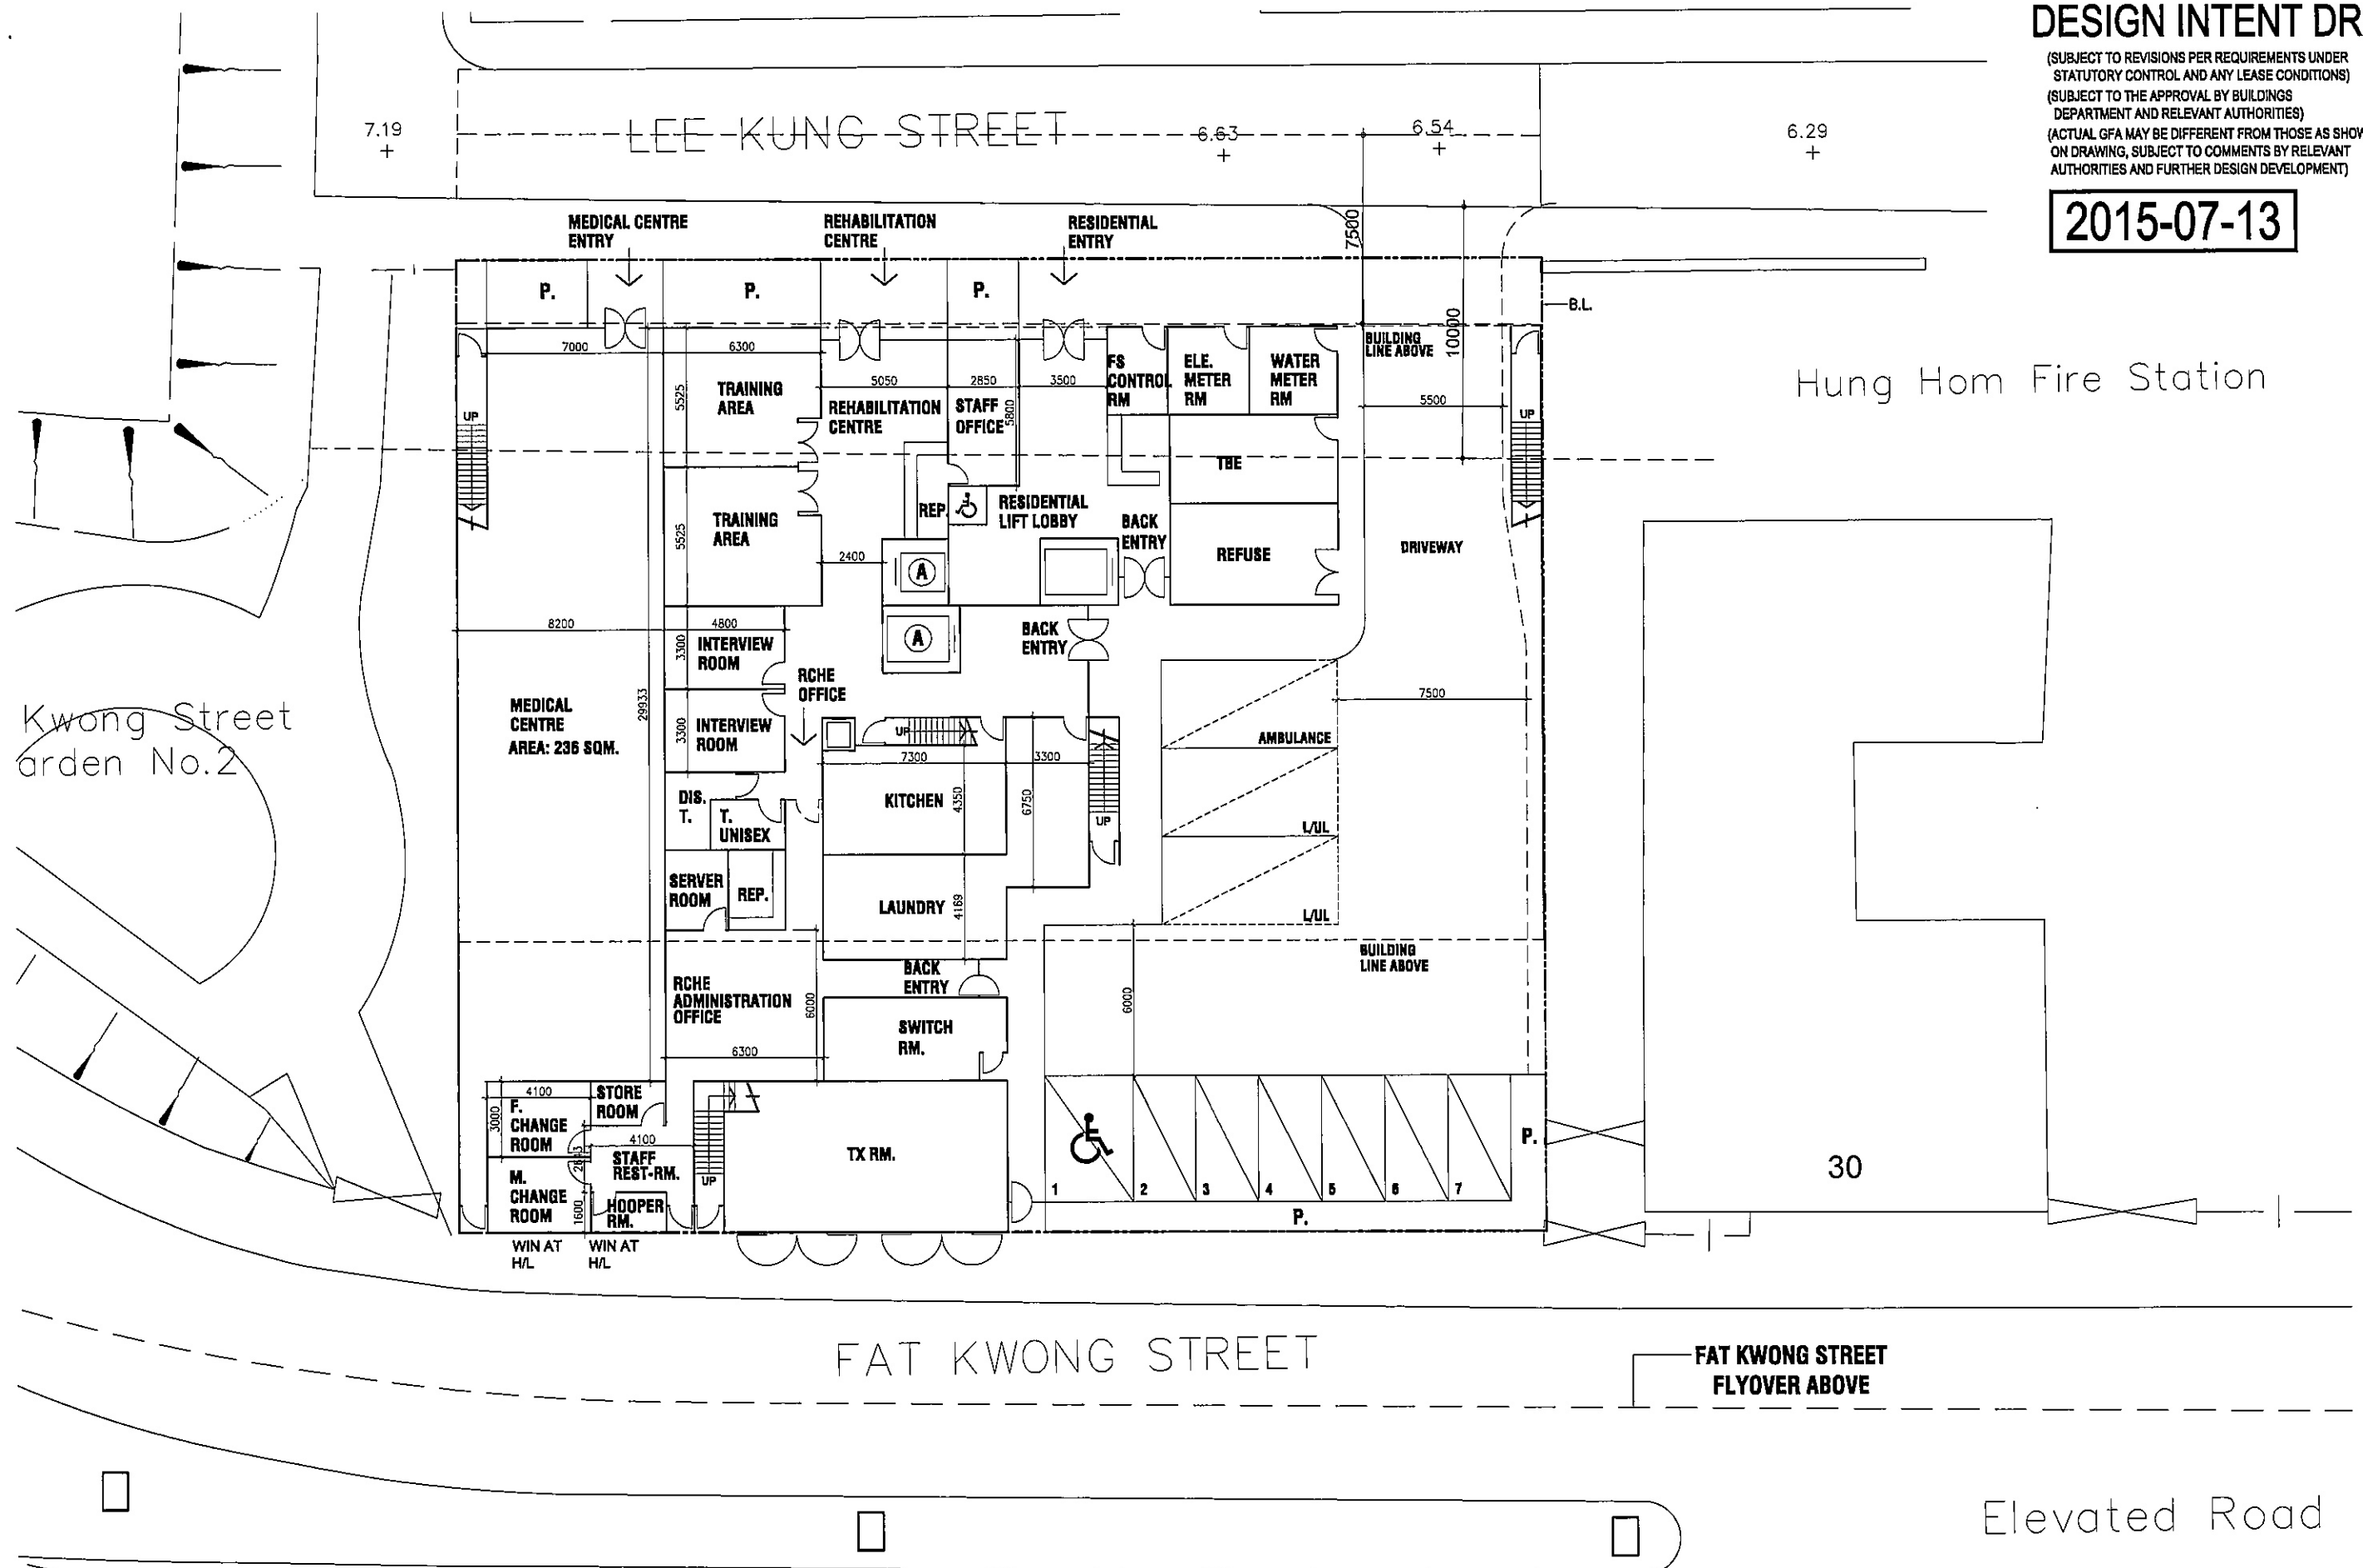 DESIGN INTENT DR
(SUBJECT TO REVISIONS PER REQUIREMENTS UNDER
STATUTORY CONTROL AND ANY LEASE CONDITIONS)
(SUBJECT TO THE APPROVAL BY BUILDINGS
DEPARTMENT AND RELEVANT AUTHORITIES)
(ACTUAL GFA MAY BE DIFFERENT FROM THOSE AS SHOW
ON DRAWING, SUBJECT TO COMMENTS BY RELEVANT
AUTHORITIES AND FURTHER DESIGN DEVELOPMENT)
2015-07-13
7.19
LEE KUNG STREET
6.63
6.54
6.29
MEDICAL CENTRE
ENTRY
REHABILITATION
CENTRE
RESIDENTIAL
ENTRY
7500
P.
P.
P.
B.L.
10000
BUILDING
LINE ABOVE
7000
6300
5525
TRAINING
AREA
5050
2850
3500
REHABILITATION
CENTRE
STAFF
OFFICE
5800
FS
CONTROL
RM
ELE.
METER
RM
WATER
METER
RM
5500
Hung Hom Fire Station
UP
UP
TBE
5525
TRAINING
AREA
REP.
RESIDENTIAL
LIFT LOBBY
BACK
ENTRY
REFUSE
DRIVEWAY
2400
A
8200
4800
3300
INTERVIEW
ROOM
A
BACK
ENTRY
RCHE
OFFICE
Kwong Street
arden No.2
MEDICAL
CENTRE
AREA: 236 SQM.
29933
3300
INTERVIEW
ROOM
UP
7500
AMBULANCE
7300
3300
KITCHEN
4350
6750
UP
DIS.
T.
T.
UNISEX
L/UL
SERVER
ROOM
REP.
LAUNDRY
4169
L/UL
BUILDING
LINE ABOVE
BACK
ENTRY
RCHE
ADMINISTRATION
OFFICE
6000
6000
SWITCH
RM.
6300
4100
3000
F.
CHANGE
ROOM
STORE
ROOM
4100
STAFF
REST-RM.
TX RM.
P.
30
M.
CHANGE
ROOM
1600
HOOPER
RM.
UP
1
2
3
4
5
6
7
P.
WIN AT
H/L
WIN AT
H/L
FAT KWONG STREET
FAT KWONG STREET
FLYOVER ABOVE
Elevated Road